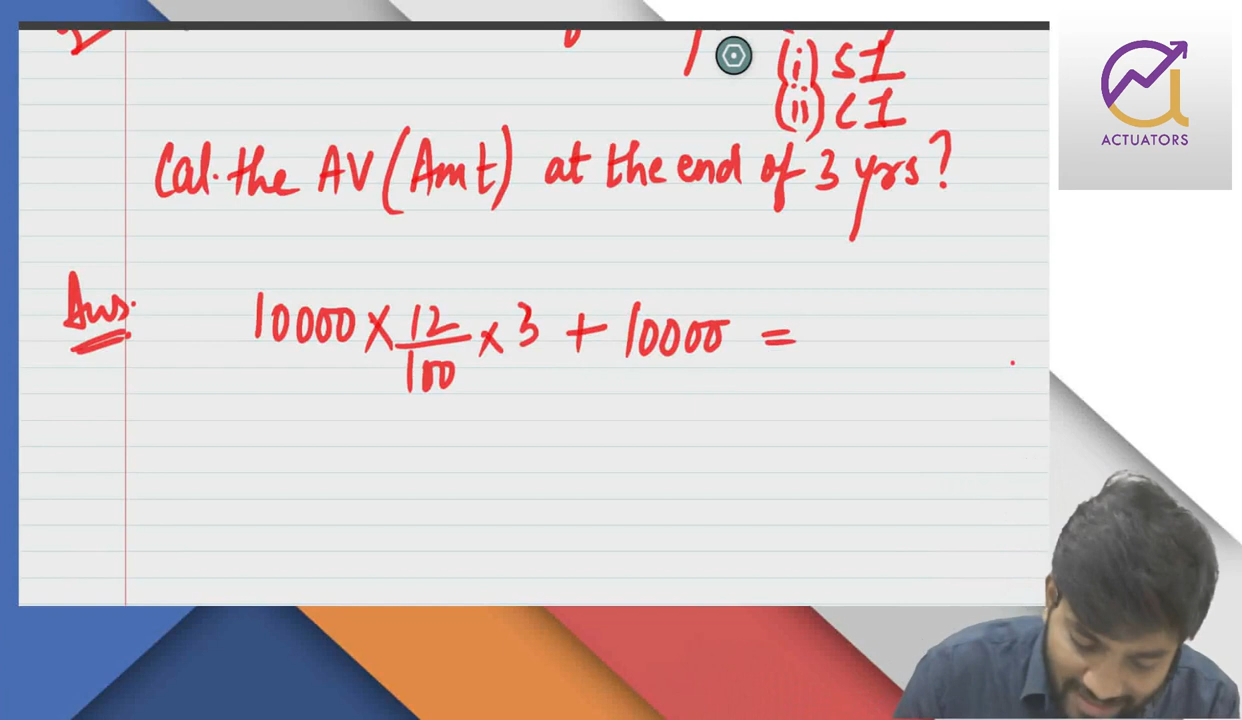 (i) SI
(ii) CI
Cal. the AV (Amt) at the end of 3 yrs?
Ans.
10000 × 12/100 × 3 + 10000 =
ACTUATORS